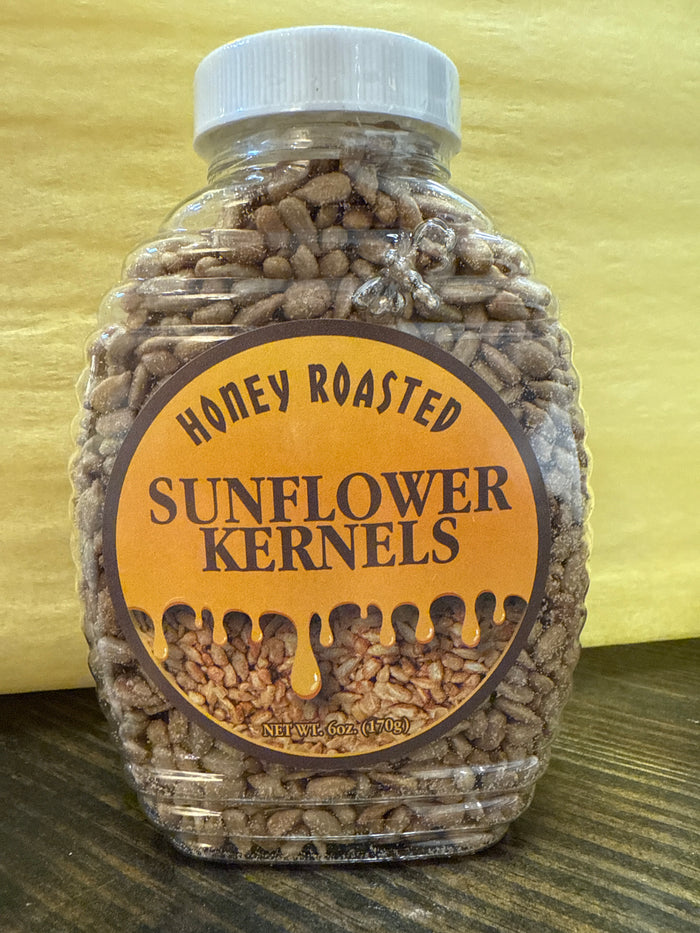 HONEY ROASTED
SUNFLOWER
KERNELS
NET WT. 6oz. (170g)